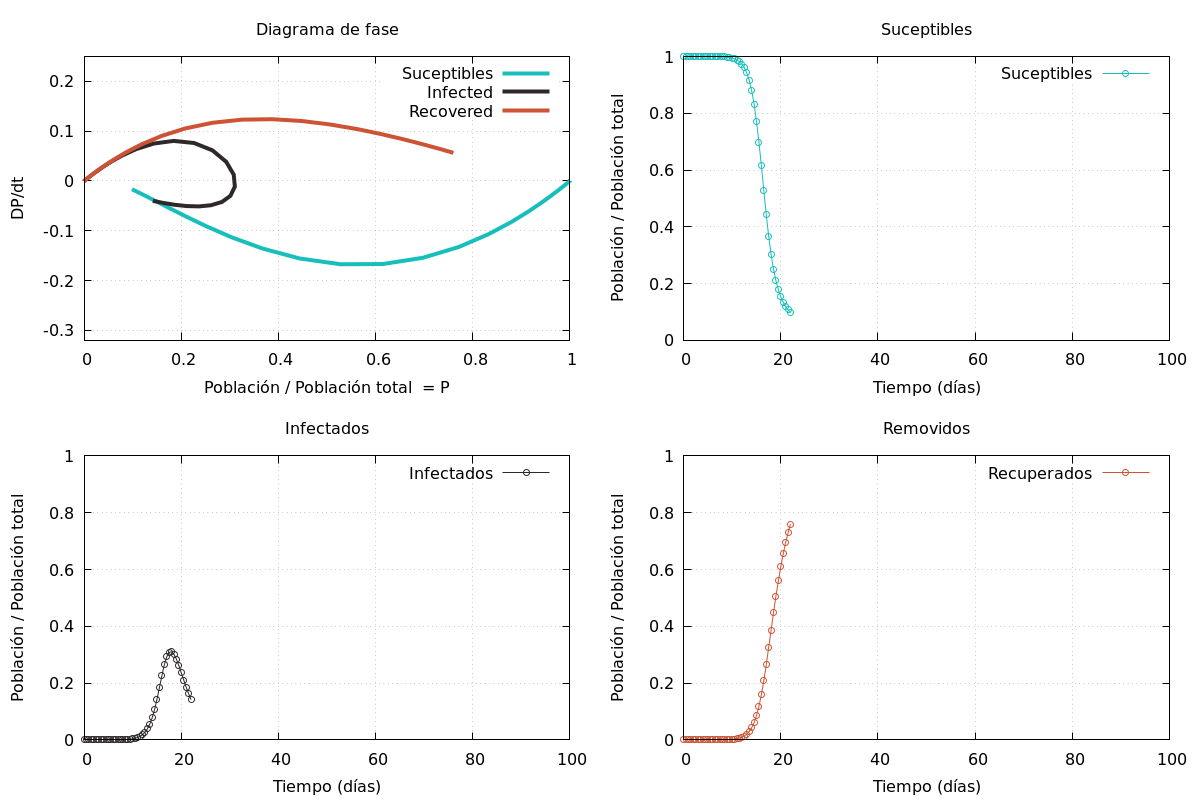 Diagrama de fase
DP/dt
0.2
0.1
0
-0.1
-0.2
-0.3
0 0.2 0.4 0.6 0.8 1
Población / Población total = P
Suceptibles
Infected
Recovered
Suceptibles
Población / Población total
1
0.8
0.6
0.4
0.2
0
0 20 40 60 80 100
Tiempo (días)
Suceptibles
Infectados
Población / Población total
1
0.8
0.6
0.4
0.2
0
0 20 40 60 80 100
Tiempo (días)
Infectados
Removidos
Población / Población total
1
0.8
0.6
0.4
0.2
0
0 20 40 60 80 100
Tiempo (días)
Recuperados